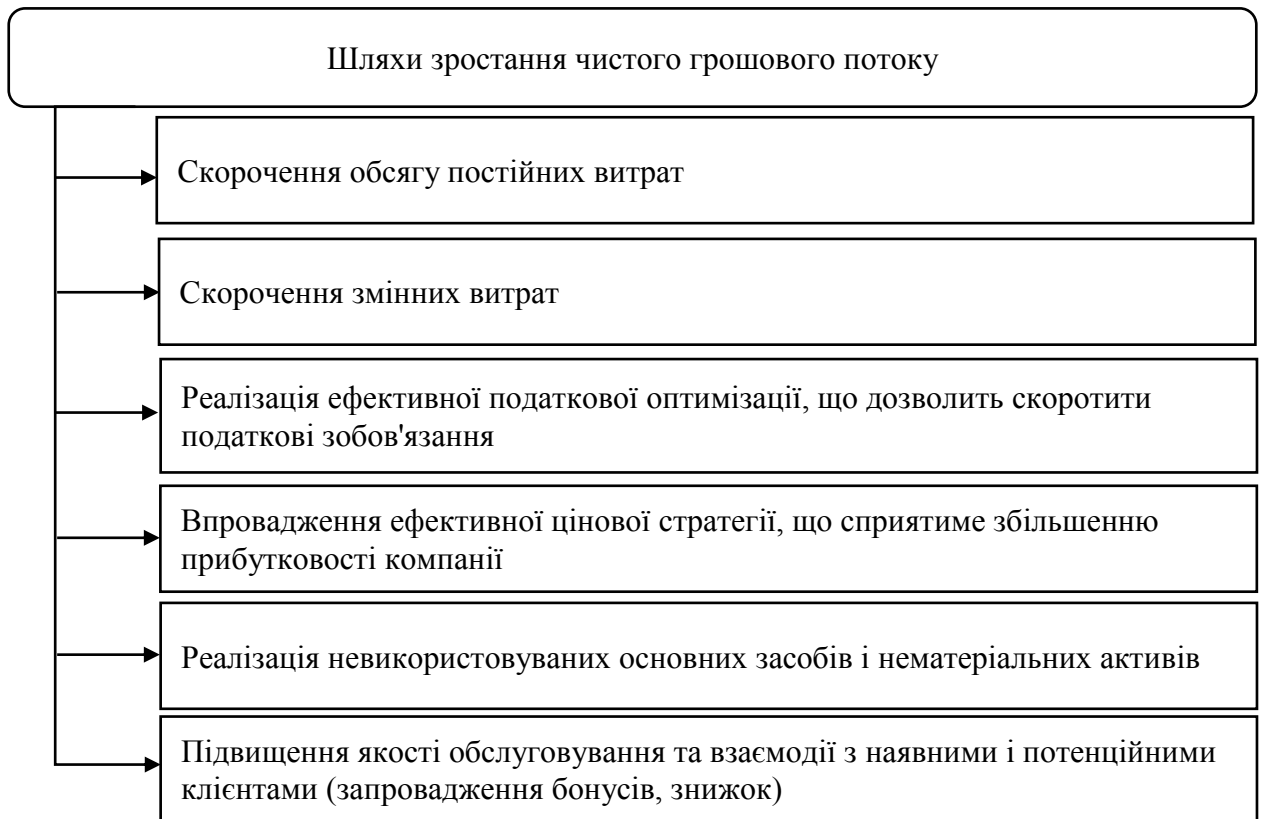 Шляхи зростання чистого грошового потоку
Скорочення обсягу постійних витрат
Скорочення змінних витрат
Реалізація ефективної податкової оптимізації, що дозволить скоротити
податкові зобов'язання
Впровадження ефективної цінової стратегії, що сприятиме збільшенню
прибутковості компанії
Реалізація невикористовуваних основних засобів і нематеріальних активів
Підвищення якості обслуговування та взаємодії з наявними і потенційними
клієнтами (запровадження бонусів, знижок)